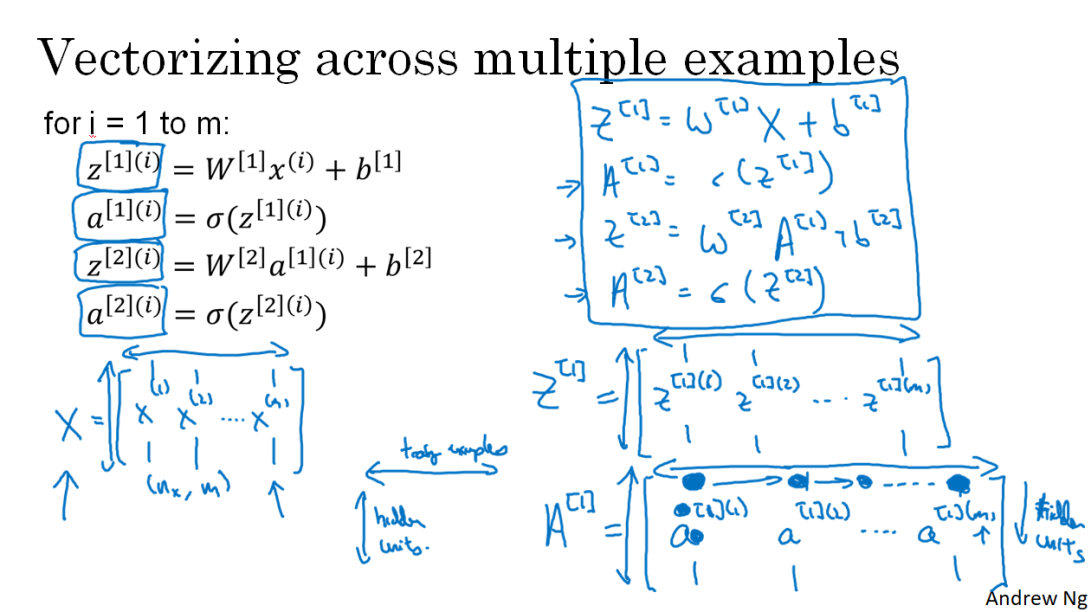 Vectorizing across multiple examples
for i = 1 to m:
z^[1](i) = W^[1]x^(i) + b^[1]
a^[1](i) = σ(z^[1](i))
z^[2](i) = W^[2]a^[1](i) + b^[2]
a^[2](i) = σ(z^[2](i))
Z^[1] = W^[1] X + b^[1]
→ A^[1] = σ(Z^[1])
→ Z^[2] = W^[2] A^[1] + b^[2]
→ A^[2] = σ(Z^[2])
X = [ x^(1) x^(2) .... x^(m) ]
(n_x, m)
Z^[1] = [ z^[1](1) z^[1](2) ... z^[1](m) ]
hidden
units.
A^[1] = [ a^[1](1) a^[1](2) .... a^[1](m) ]
hidden
units
Andrew Ng